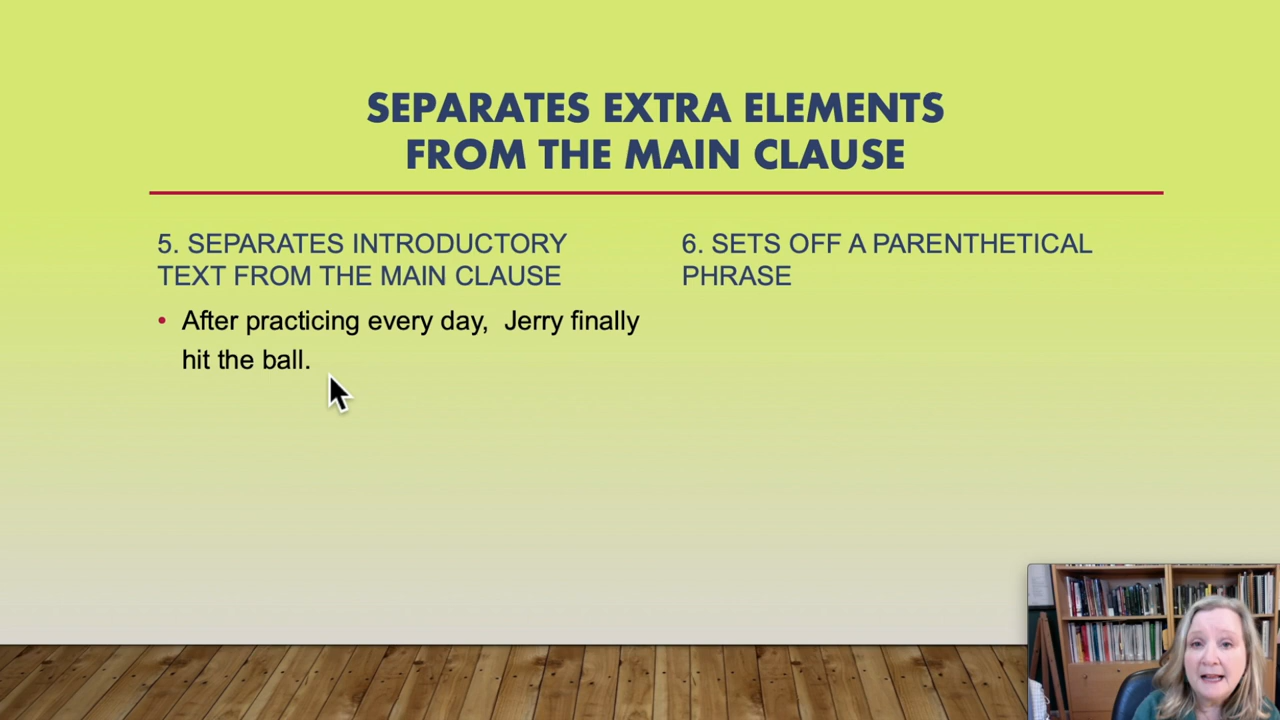 SEPARATES EXTRA ELEMENTS
FROM THE MAIN CLAUSE
5. SEPARATES INTRODUCTORY
TEXT FROM THE MAIN CLAUSE
• After practicing every day,  Jerry finally
hit the ball.
6. SETS OFF A PARENTHETICAL
PHRASE